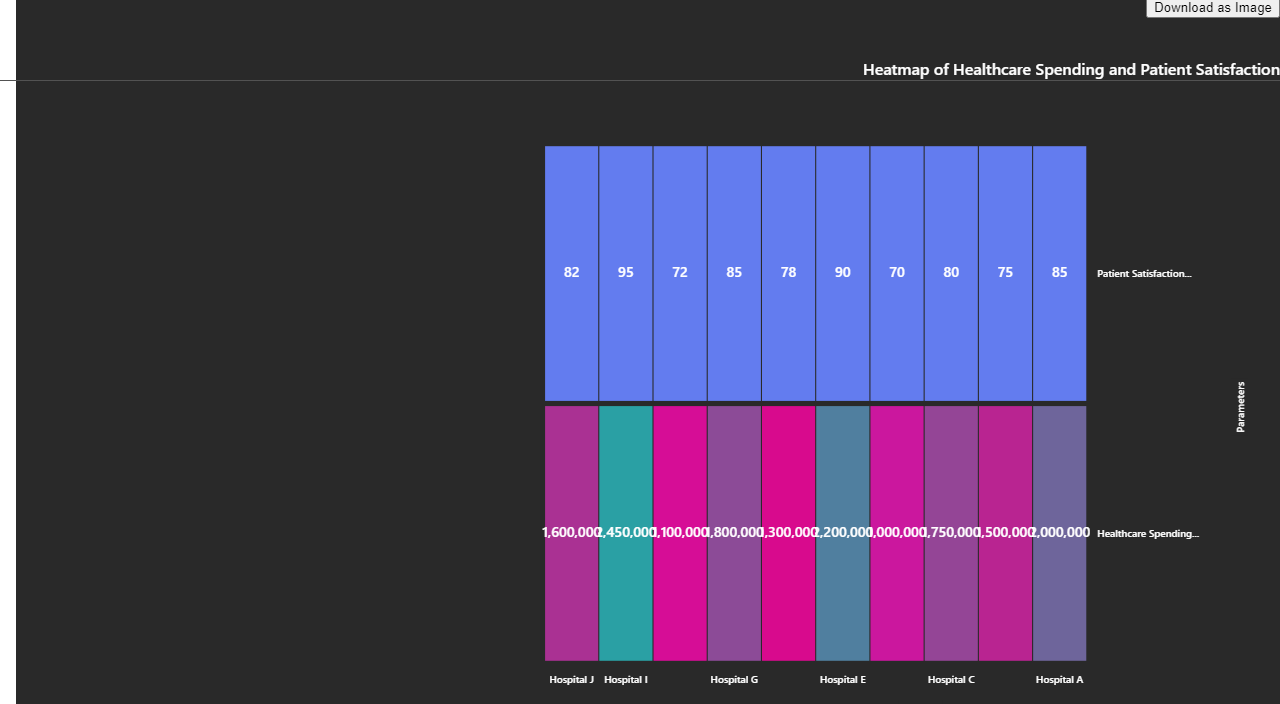 Download as Image
Heatmap of Healthcare Spending and Patient Satisfaction
82 95 72 85 78 90 70 80 75 85
Patient Satisfaction...
Parameters
1,600,000 2,450,000 1,100,000 1,800,000 1,300,000 2,200,000 1,000,000 1,750,000 1,500,000 2,000,000
Healthcare Spending...
Hospital J Hospital I Hospital G Hospital E Hospital C Hospital A